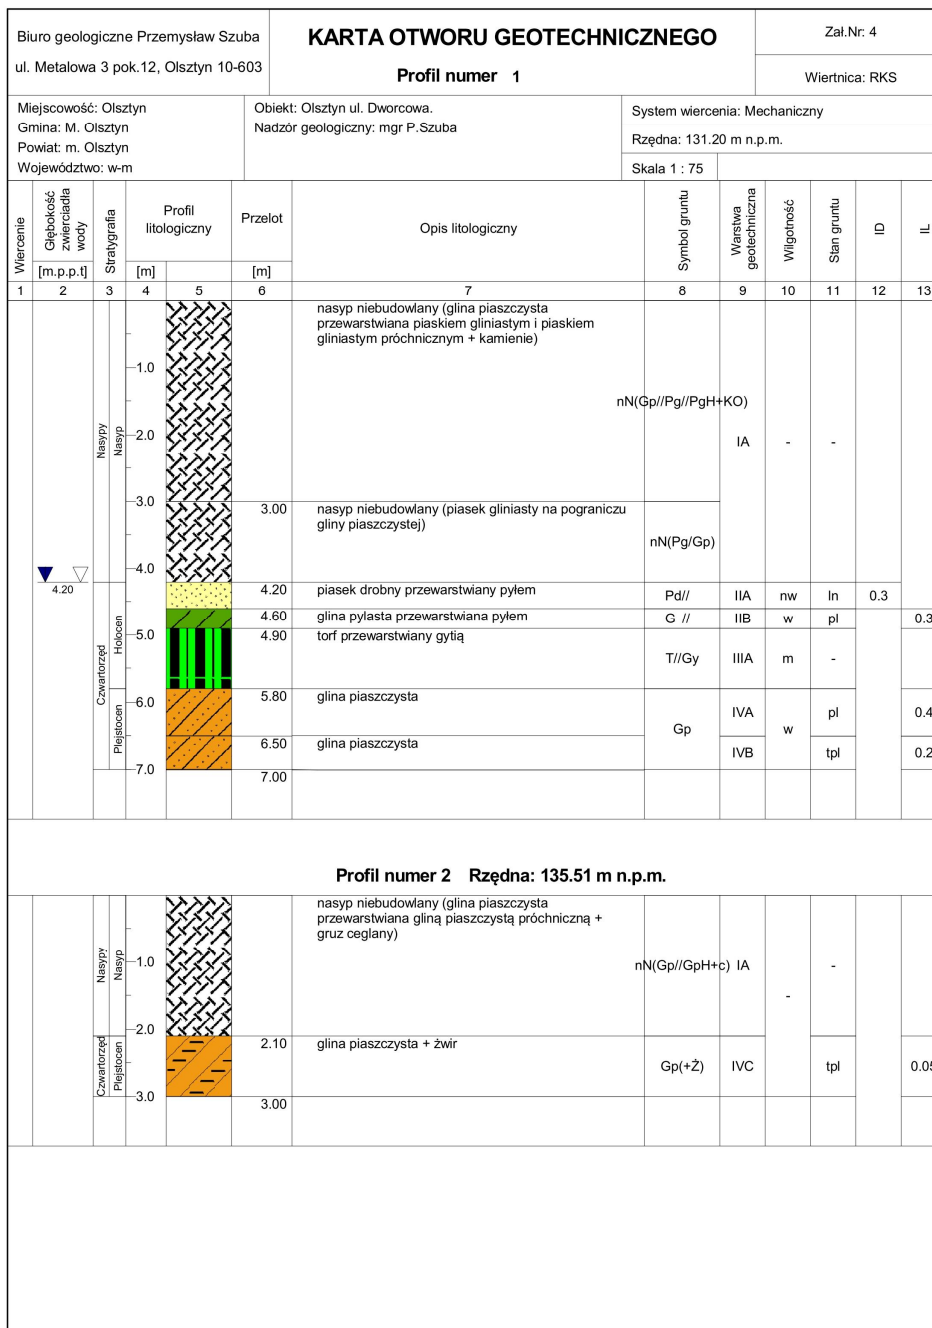 Biuro geologiczne Przemysław Szuba
ul. Metalowa 3 pok.12, Olsztyn 10-603
KARTA OTWORU GEOTECHNICZNEGO
Profil numer 1
Zał.Nr: 4
Wiertnica: RKS
Miejscowość: Olsztyn
Gmina: M. Olsztyn
Powiat: m. Olsztyn
Województwo: w-m
Obiekt: Olsztyn ul. Dworcowa.
Nadzór geologiczny: mgr P.Szuba
System wiercenia: Mechaniczny
Rzędna: 131.20 m n.p.m.
Skala 1 : 75
Wiercenie
Głębokość
zwierciadła
wody
[m.p.p.t]
Stratygrafia
Profil
litologiczny
[m]
Przelot
[m]
Opis litologiczny
Symbol gruntu
Warstwa
geotechniczna
Wilgotność
Stan gruntu
ID
IL
1 2 3 4 5 6 7 8 9 10 11 12 13
nasyp niebudowlany (glina piaszczysta
przewarstwiana piaskiem gliniastym i piaskiem
gliniastym próchnicznym + kamienie)
1.0
nN(Gp//Pg//PgH+KO)
Nasypy
Nasyp
2.0
IA - -
3.0
3.00 nasyp niebudowlany (piasek gliniasty na pograniczu
gliny piaszczystej)
nN(Pg/Gp)
4.0
4.20
4.20 piasek drobny przewarstwiany pyłem Pd// IIA nw ln 0.3
4.60 glina pylasta przewarstwiana pyłem G // IIB w pl 0.3
5.0
4.90 torf przewarstwiany gytią
T//Gy IIIA m -
Czwartorzęd
Holocen
Plejstocen
6.0
5.80 glina piaszczysta
Gp IVA w pl 0.4
6.50 glina piaszczysta
IVB tpl 0.2
7.0
7.00
Profil numer 2 Rzędna: 135.51 m n.p.m.
nasyp niebudowlany (glina piaszczysta
przewarstwiana gliną piaszczystą próchniczną +
gruz ceglany)
Nasypy
Nasyp
1.0
nN(Gp//GpH+c) IA -
-
2.0
2.10 glina piaszczysta + żwir
Czwartorzęd
Plejstocen
Gp(+Ż) IVC tpl 0.05
3.0
3.00